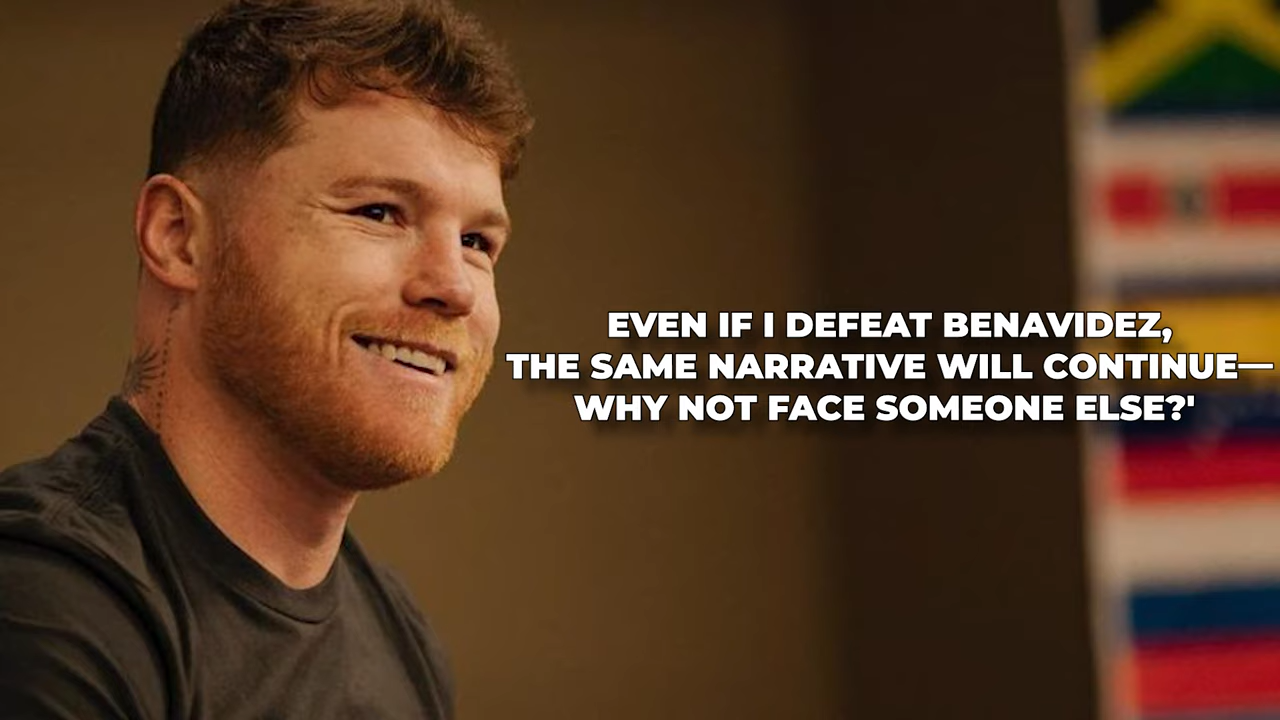 EVEN IF I DEFEAT BENAVIDEZ,
THE SAME NARRATIVE WILL CONTINUE—
WHY NOT FACE SOMEONE ELSE?'